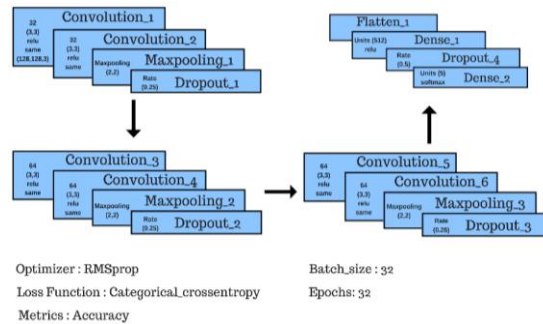 32
(3,3)
relu
same
(128,128,3)
Convolution_1
32
(3,3)
relu
same
Convolution_2
Maxpooling
(2,2)
Maxpooling_1
Rate
(0.25)
Dropout_1
64
(3,3)
relu
same
Convolution_3
64
(3,3)
relu
same
Convolution_4
Maxpooling
(2,2)
Maxpooling_2
Rate
(0.25)
Dropout_2
64
(3,3)
relu
same
Convolution_5
64
(3,3)
relu
same
Convolution_6
Maxpooling
(2,2)
Maxpooling_3
Rate
(0.25)
Dropout_3
Flatten_1
Units (512)
relu
Dense_1
Rate
(0.5)
Dropout_4
Units (5)
softmax
Dense_2
Optimizer : RMSprop
Loss Function : Categorical_crossentropy
Metrics : Accuracy
Batch_size : 32
Epochs: 32